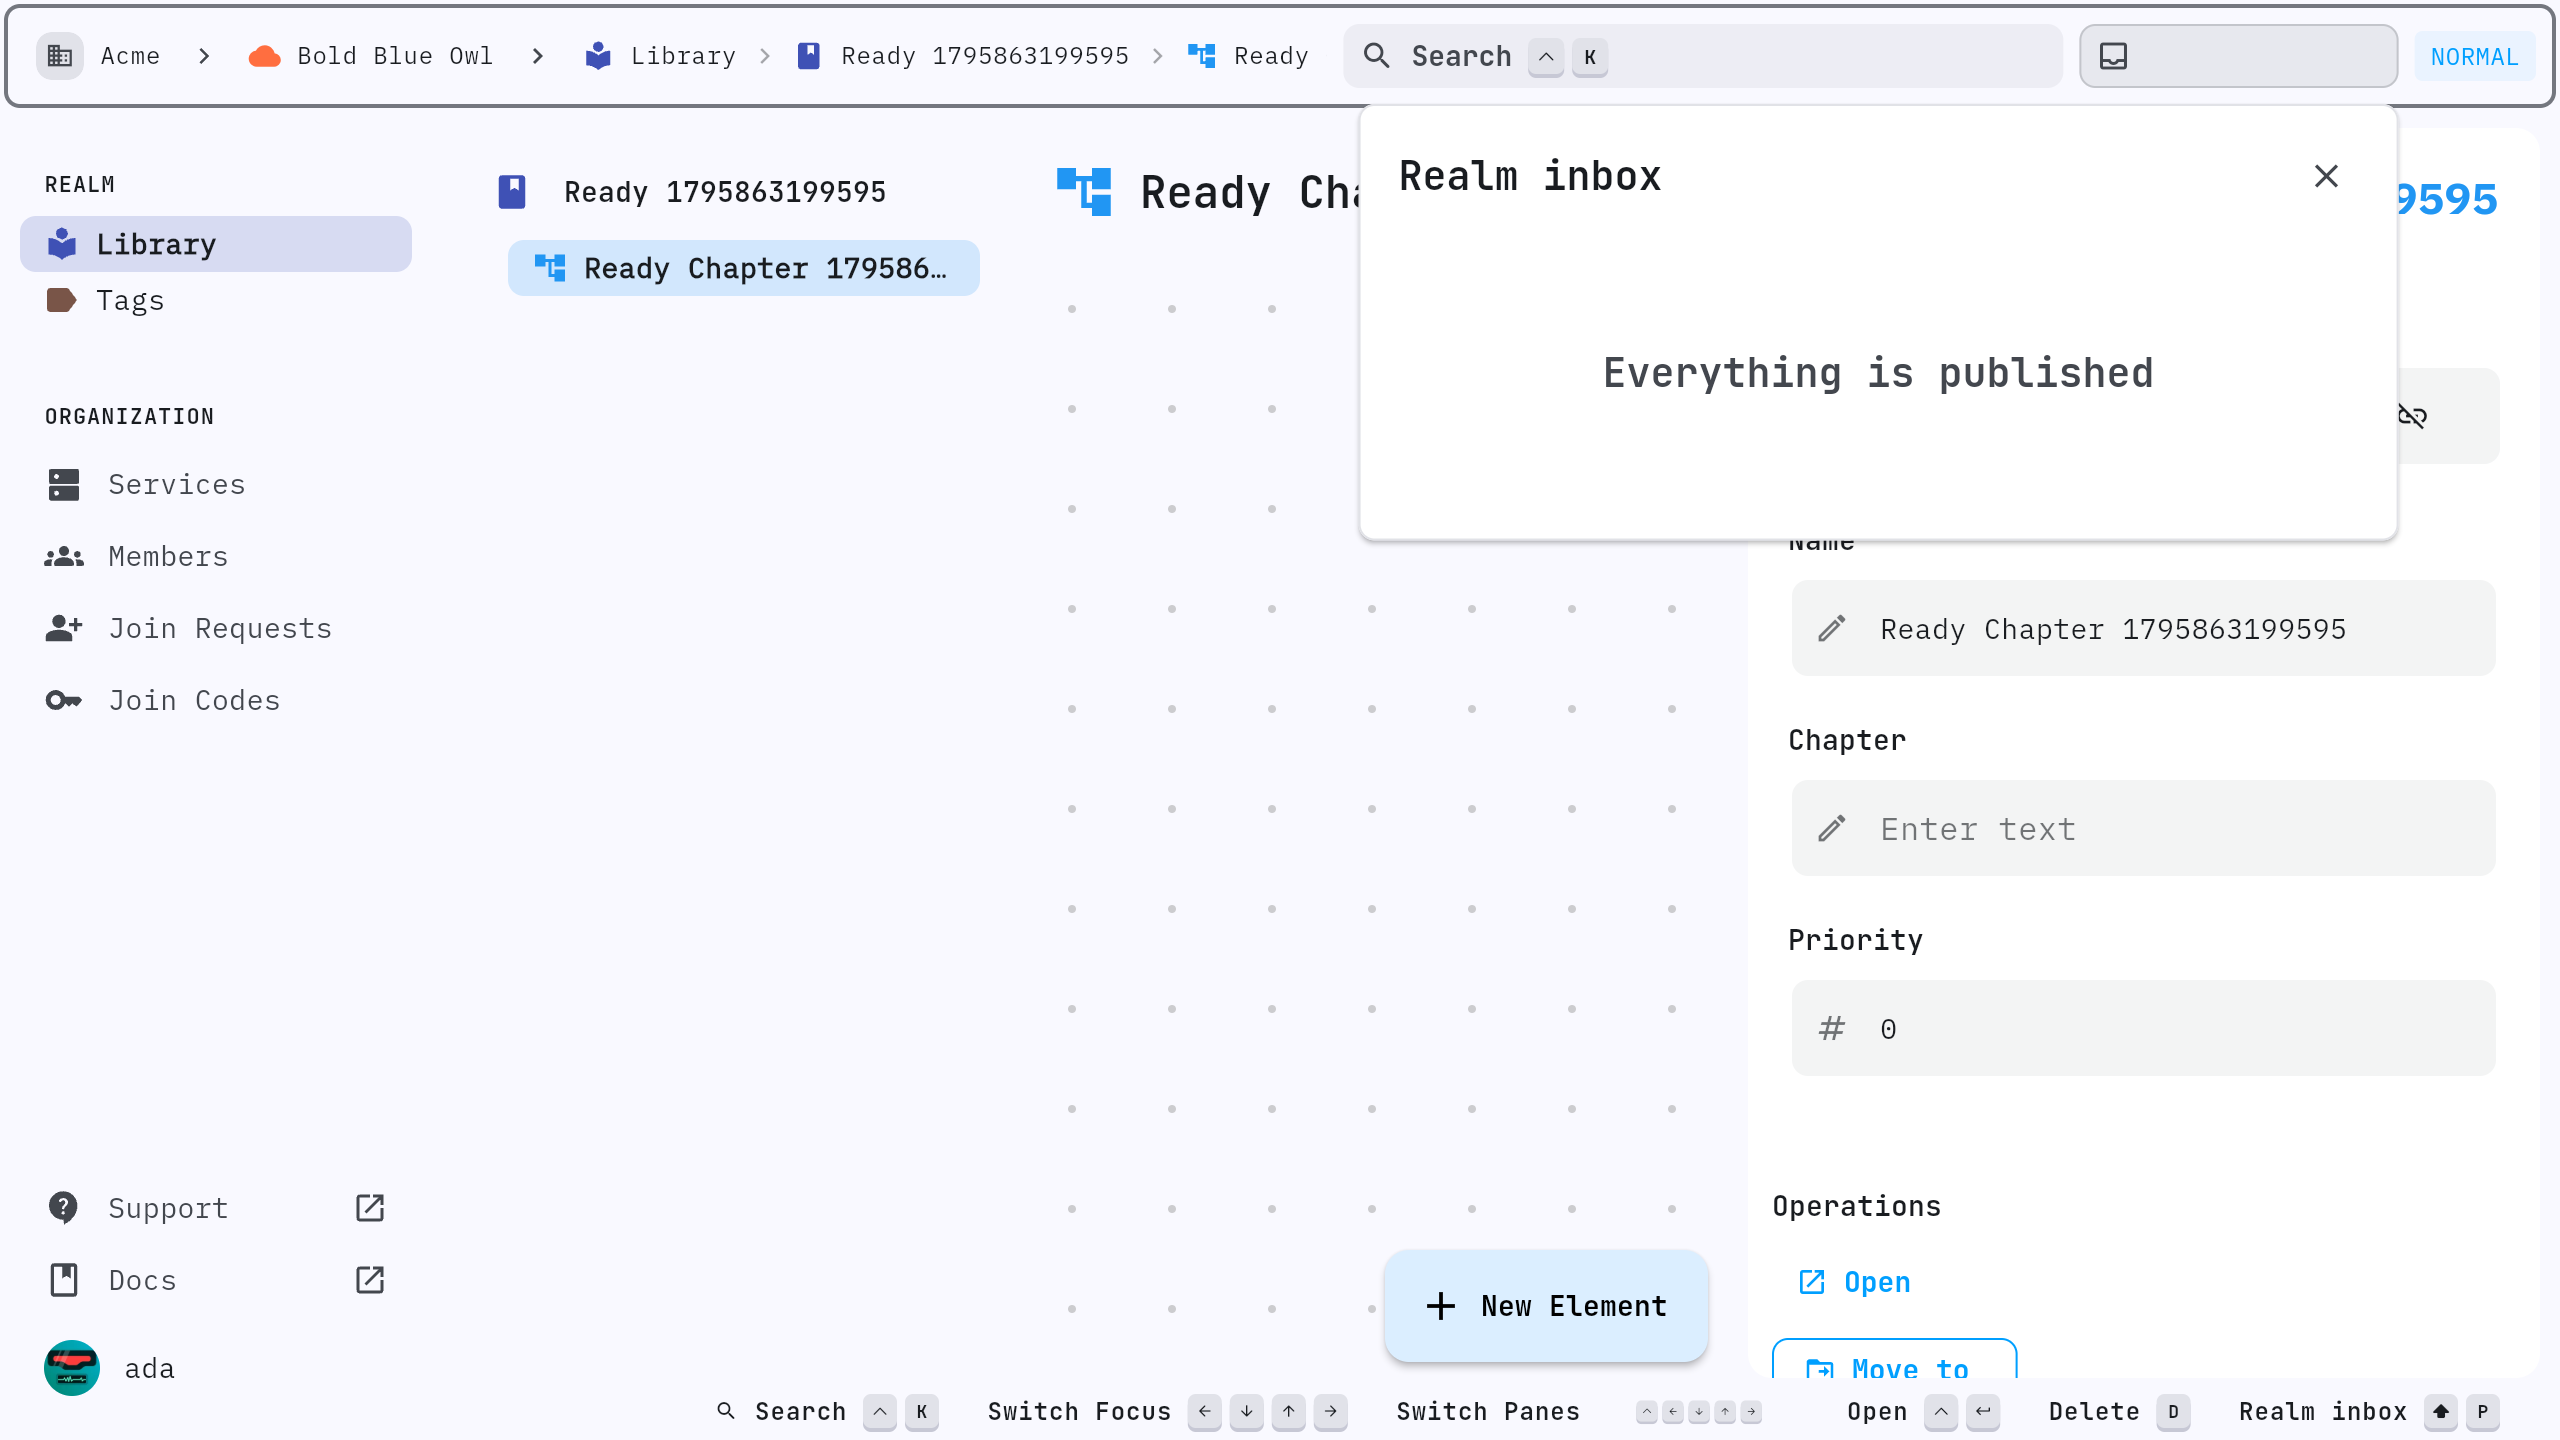 Acme Bold Blue Owl Library Ready 1795863199595 Ready Search ^ K NORMAL
REALM
Library
Tags
ORGANIZATION
Services
Members
Join Requests
Join Codes
Support
Docs
ada
Ready 1795863199595
Ready Chapter 179586…
Ready Cha
Realm inbox
Everything is published
9595
Name
Ready Chapter 1795863199595
Chapter
Enter text
Priority
# 0
Operations
Open
Move to
New Element
Search ^ K Switch Focus ← ↓ ↑ → Switch Panes ^ ← ↓ ↑ → Open ^ ↵ Delete D Realm inbox ⬆ P